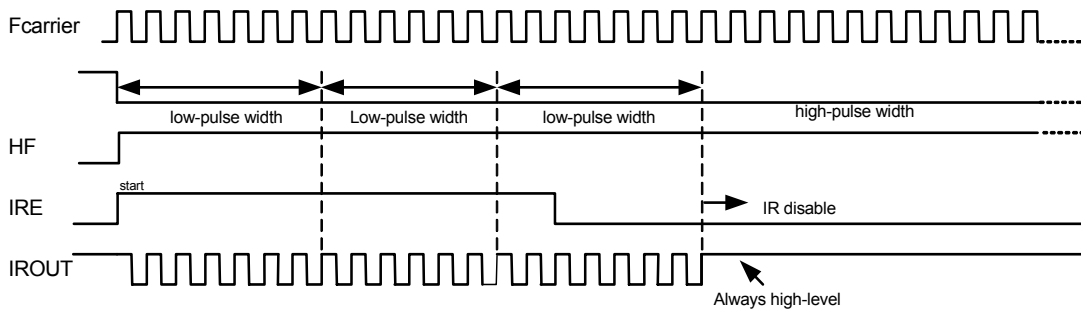 Fcarrier
low-pulse width
Low-pulse width
low-pulse width
high-pulse width
HF
start
IRE
IR disable
IROUT
Always high-level